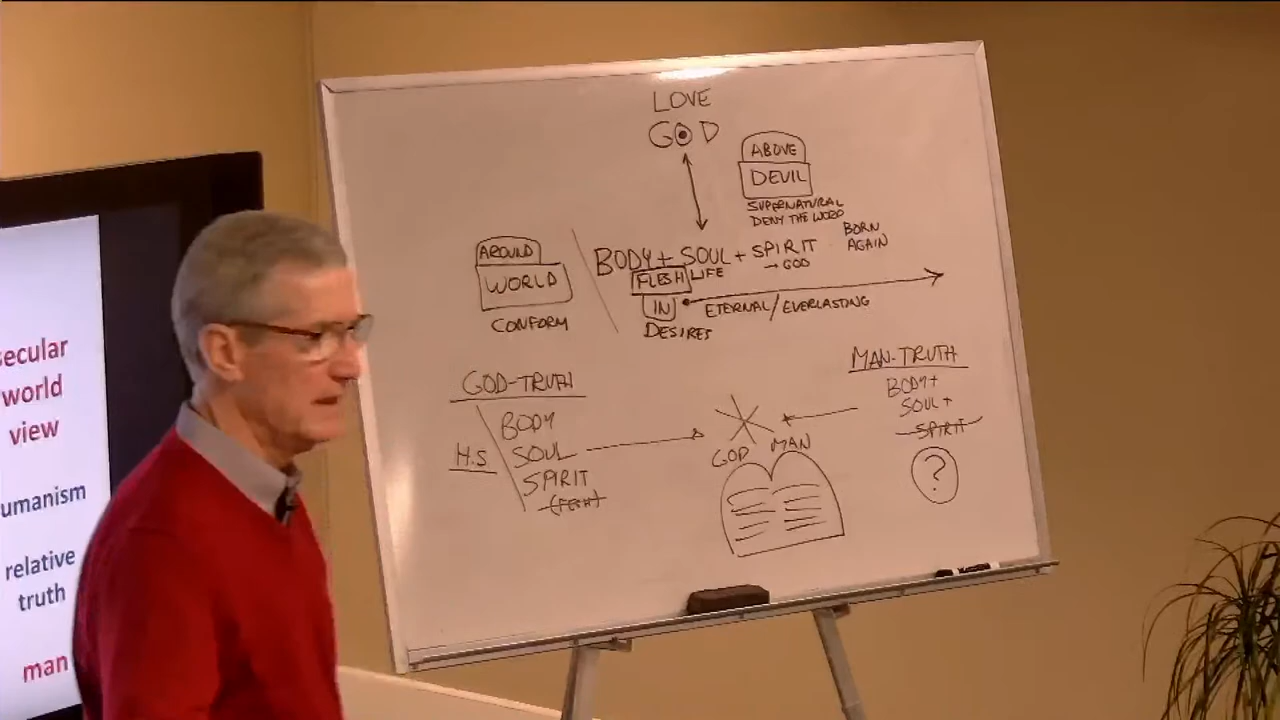 LOVE
GOD
ABOVE
DEVIL
SUPERNATURAL
DENY THE WORD
BORN
AGAIN
AROUND
WORLD
CONFORM
BODY + SOUL + SPIRIT
FLESH
LIFE
→ GOD
IN
ETERNAL/EVERLASTING
DESIRES
GOD-TRUTH
H.S
BODY
SOUL
SPIRIT
GOD MAN
MAN-TRUTH
BODY +
SOUL +
SPIRIT
?
secular
world
view
umanism
relative
truth
man